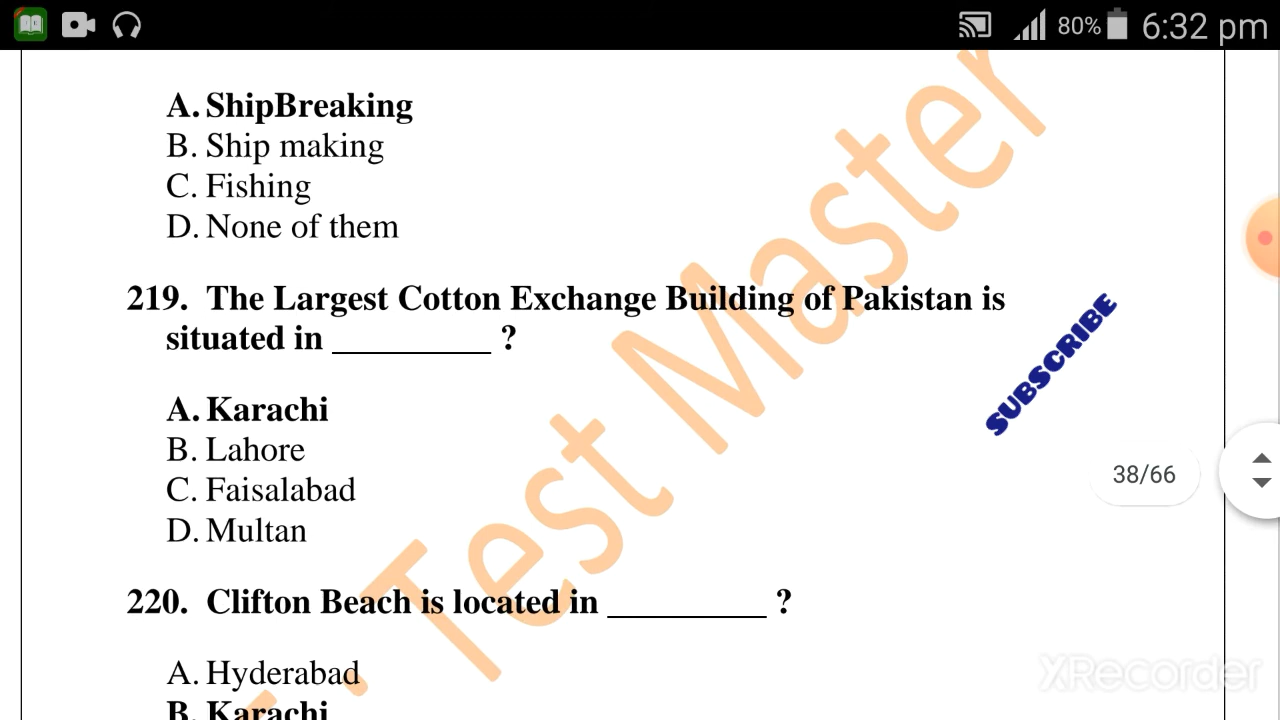 80% 6:32 pm
A. ShipBreaking
B. Ship making
C. Fishing
D. None of them
219. The Largest Cotton Exchange Building of Pakistan is
situated in __________ ?
SUBSCRIBE
A. Karachi
B. Lahore
C. Faisalabad
D. Multan
38/66
220. Clifton Beach is located in __________ ?
A. Hyderabad
B. Karachi
Test Master
XRecorder